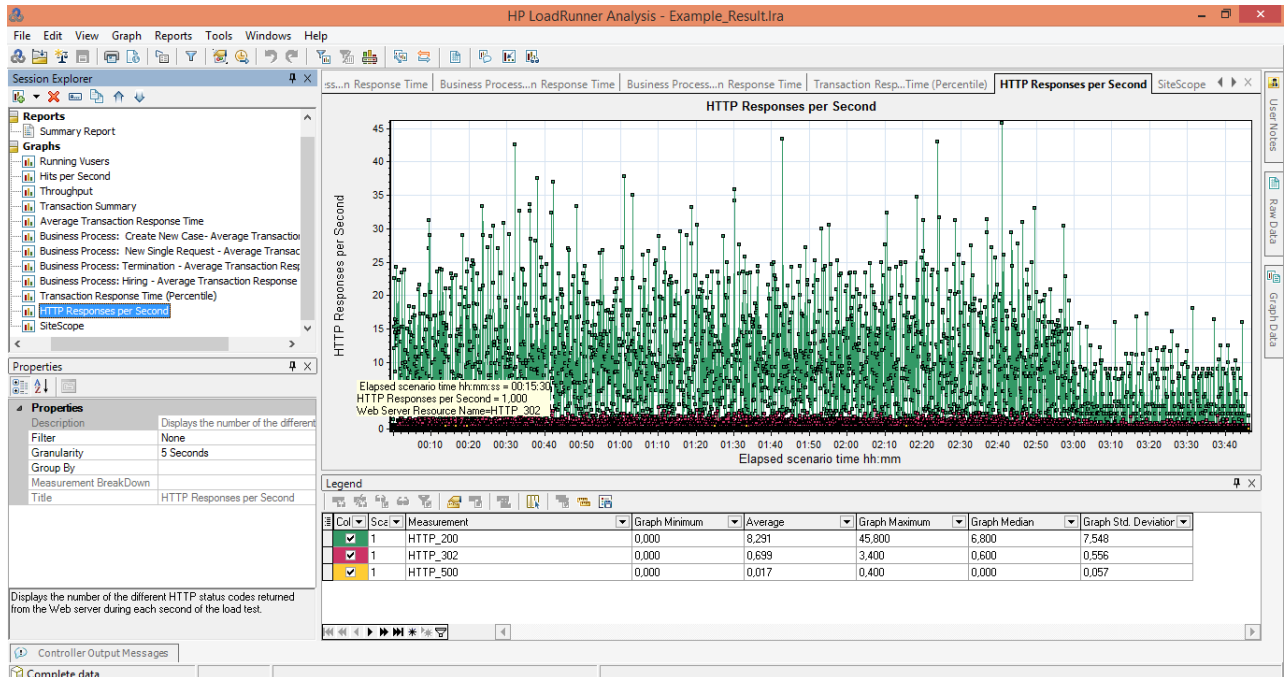 HP LoadRunner Analysis - Example_Result.lra
File Edit View Graph Reports Tools Windows Help
Session Explorer
Reports
Summary Report
Graphs
Running Vusers
Hits per Second
Throughput
Transaction Summary
Average Transaction Response Time
Business Process: Create New Case- Average Transaction
Business Process: New Single Request - Average Transac
Business Process: Termination - Average Transaction Resp
Business Process: Hiring - Average Transaction Response
Transaction Response Time (Percentile)
HTTP Responses per Second
SiteScope
Properties
Properties
Description Displays the number of the different
Filter None
Granularity 5 Seconds
Group By
Measurement BreakDown
Title HTTP Responses per Second
Displays the number of the different HTTP status codes returned
from the Web server during each second of the load test.
ss...n Response Time Business Process...n Response Time Business Process...n Response Time Transaction Resp...Time (Percentile) HTTP Responses per Second SiteScope
HTTP Responses per Second
HTTP Responses per Second
45
40
35
30
25
20
15
10
0
Elapsed scenario time hh:mm:ss = 00:15:30
HTTP Responses per Second = 1,000
Web Server Resource Name=HTTP_302
00:10 00:20 00:30 00:40 00:50 01:00 01:10 01:20 01:30 01:40 01:50 02:00 02:10 02:20 02:30 02:40 02:50 03:00 03:10 03:20 03:30 03:40
Elapsed scenario time hh:mm
Legend
Col Sca Measurement Graph Minimum Average Graph Maximum Graph Median Graph Std. Deviation
1 HTTP_200 0,000 8,291 45,800 6,800 7,548
1 HTTP_302 0,000 0,699 3,400 0,600 0,556
1 HTTP_500 0,000 0,017 0,400 0,000 0,057
User Notes
Raw Data
Graph Data
Controller Output Messages
Complete data